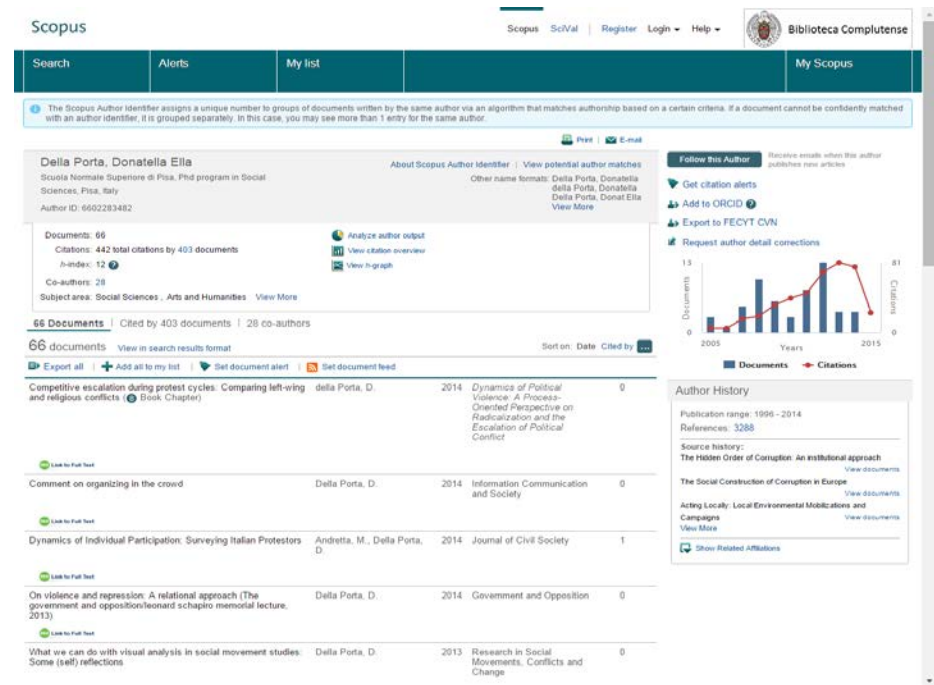 Scopus
Scopus SciVal | Register Login Help
Biblioteca Complutense
Search Alerts My list My Scopus
The Scopus Author Identifier assigns a unique number to groups of documents written by the same author via an algorithm that matches authorship based on a certain criteria. If a document cannot be confidently matched
with an author identifier, it is grouped separately. In this case, you may see more than 1 entry for the same author.
Print | E-mail
Della Porta, Donatella Ella
Scuola Normale Superiore di Pisa, Phd program in Social
Sciences, Pisa, Italy
Author ID: 6602283482
About Scopus Author Identifier | View potential author matches
Other name formats: Della Porta, Donatella
della Porta, Donatella
Della Porta, Donat Ella
View More
Documents: 66
Citations: 442 total citations by 403 documents
h-index: 12
Co-authors: 28
Subject area: Social Sciences , Arts and Humanities View More
Analyze author output
View citation overview
View h-graph
Follow this Author
Receive emails when this author
publishes new articles
Get citation alerts
Add to ORCID
Export to FECYT CVN
Request author detail corrections
13
81
Documents
Citations
0
0
2005
Years
2015
Documents Citations
66 Documents | Cited by 403 documents | 28 co-authors
66 documents View in search results format
Sort on: Date Cited by ...
Export all | Add all to my list | Set document alert | Set document feed
Competitive escalation during protest cycles: Comparing left-wing
and religious conflicts (Book Chapter)
della Porta, D.
2014
Dynamics of Political
Violence: A Process-
Oriented Perspective on
Radicalization and the
Escalation of Political
Conflict
0
Link to Full Text
Comment on organizing in the crowd
Della Porta, D.
2014
Information Communication
and Society
0
Link to Full Text
Dynamics of Individual Participation: Surveying Italian Protestors
Andretta, M., Della Porta,
D.
2014
Journal of Civil Society
1
Link to Full Text
On violence and repression: A relational approach (The
government and opposition/leonard schapiro memorial lecture,
2013)
Della Porta, D.
2014
Government and Opposition
0
Link to Full Text
What we can do with visual analysis in social movement studies:
Some (self) reflections
Della Porta, D.
2013
Research in Social
Movements, Conflicts and
Change
0
Author History
Publication range: 1996 - 2014
References: 3288
Source history:
The Hidden Order of Corruption: An institutional approach
View documents
The Social Construction of Corruption in Europe
View documents
Acting Locally: Local Environmental Mobilizations and
Campaigns
View documents
View More
Show Related Affiliations